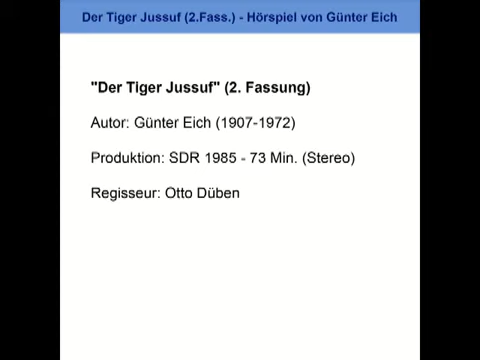 Der Tiger Jussuf (2.Fass.) - Hörspiel von Günter Eich
"Der Tiger Jussuf" (2. Fassung)
Autor: Günter Eich (1907-1972)
Produktion: SDR 1985 - 73 Min. (Stereo)
Regisseur: Otto Düben